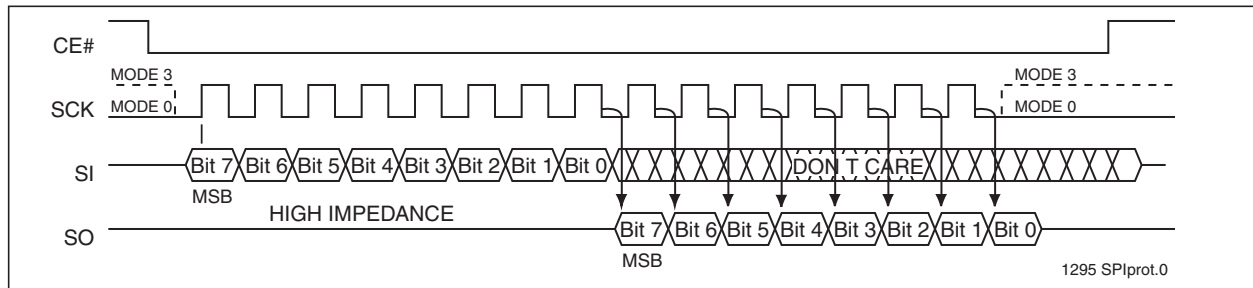 CE#
MODE 3 MODE 3
SCK MODE 0 MODE 0
SI Bit 7 Bit 6 Bit 5 Bit 4 Bit 3 Bit 2 Bit 1 Bit 0 DON T CARE
MSB
HIGH IMPEDANCE
SO Bit 7 Bit 6 Bit 5 Bit 4 Bit 3 Bit 2 Bit 1 Bit 0
MSB
1295 SPIprot.0